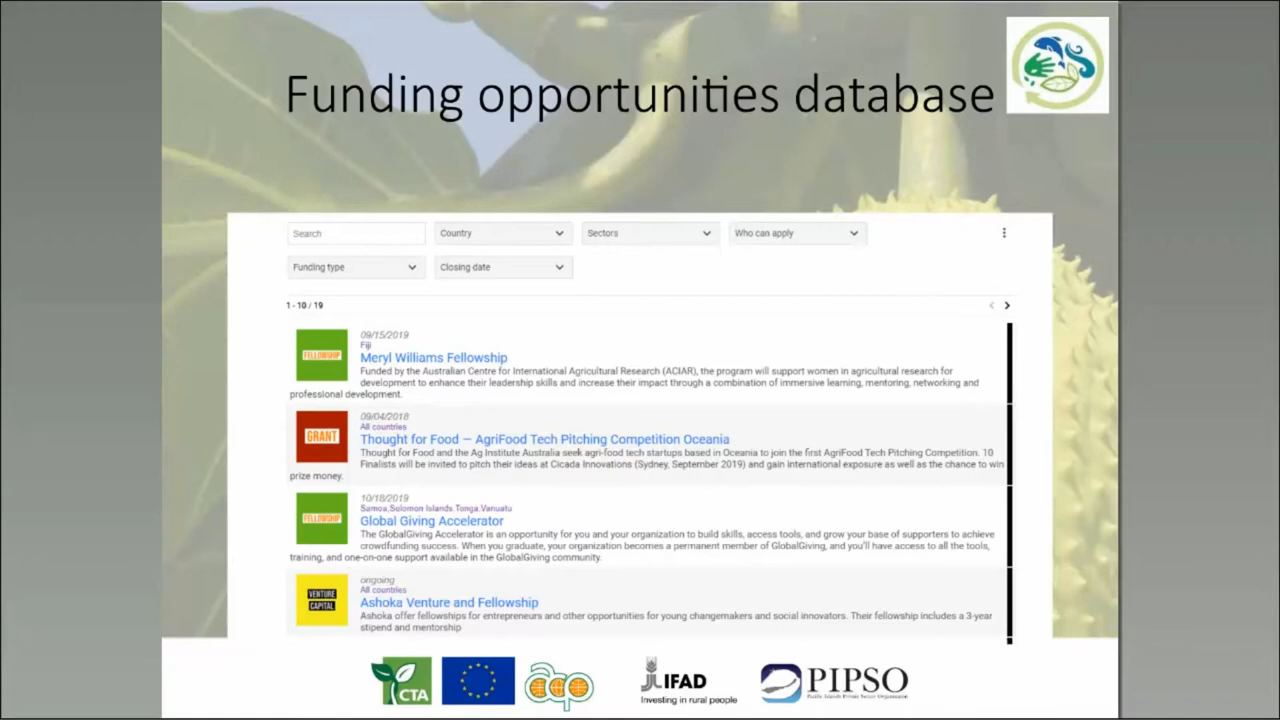 Funding opportunities database
Search
Country
Sectors
Who can apply
Funding type
Closing date
1 - 10 / 19
FELLOWSHIP
09/15/2019
Fiji
Meryl Williams Fellowship
Funded by the Australian Centre for International Agricultural Research (ACIAR), the program will support women in agricultural research for
development to enhance their leadership skills and increase their impact through a combination of immersive learning, mentoring, networking and
professional development.
GRANT
09/04/2018
All countries
Thought for Food — AgriFood Tech Pitching Competition Oceania
Thought for Food and the Ag Institute Australia seek agri-food tech startups based in Oceania to join the first AgriFood Tech Pitching Competition. 10
Finalists will be invited to pitch their ideas at Cicada Innovations (Sydney, September 2019) and gain international exposure as well as the chance to win
prize money.
FELLOWSHIP
10/18/2019
Samoa,Solomon Islands,Tonga,Vanuatu
Global Giving Accelerator
The GlobalGiving Accelerator is an opportunity for you and your organization to build skills, access tools, and grow your base of supporters to achieve
crowdfunding success. When you graduate, your organization becomes a permanent member of GlobalGiving, and you'll have access to all the tools,
training, and one-on-one support available in the GlobalGiving community.
VENTURE
CAPITAL
ongoing
All countries
Ashoka Venture and Fellowship
Ashoka offer fellowships for entrepreneurs and other opportunities for young changemakers and social innovators. Their fellowship includes a 3-year
stipend and mentorship
CTA
acp
IFAD
Investing in rural people
PIPSO
Pacific Islands Private Sector Organisation